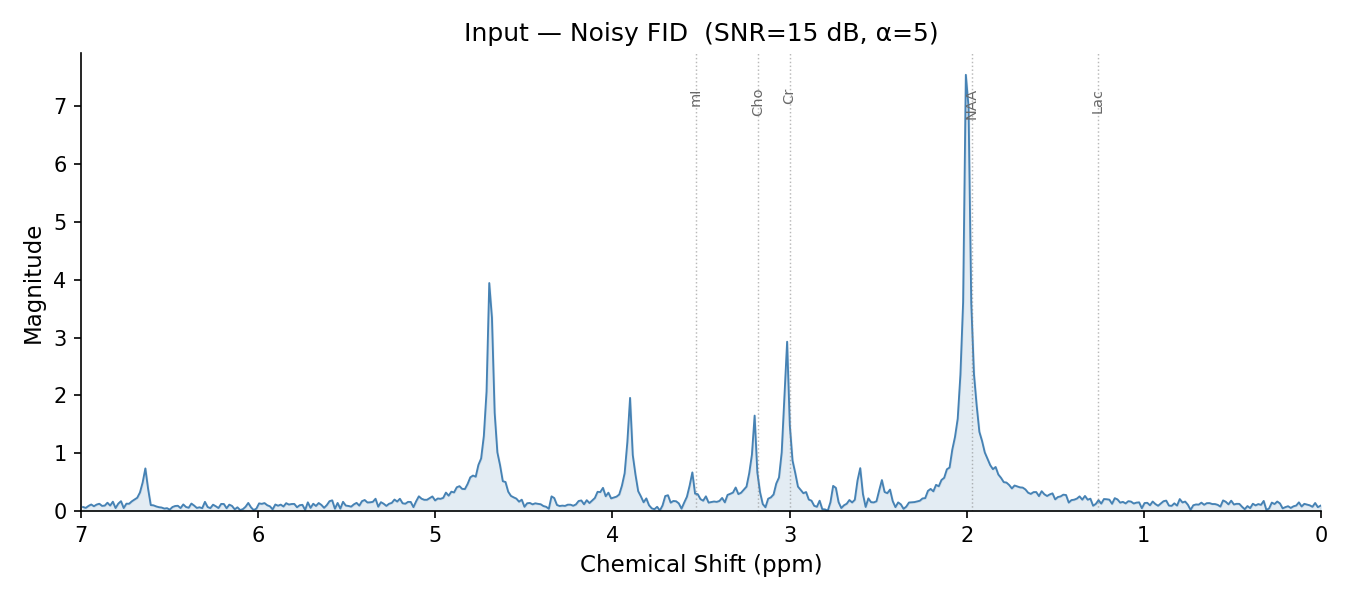 Input — Noisy FID  (SNR=15 dB, α=5)
mI
Cho
Cr
NAA
Lac
Magnitude
7
6
5
4
3
2
1
0
7 6 5 4 3 2 1 0
Chemical Shift (ppm)